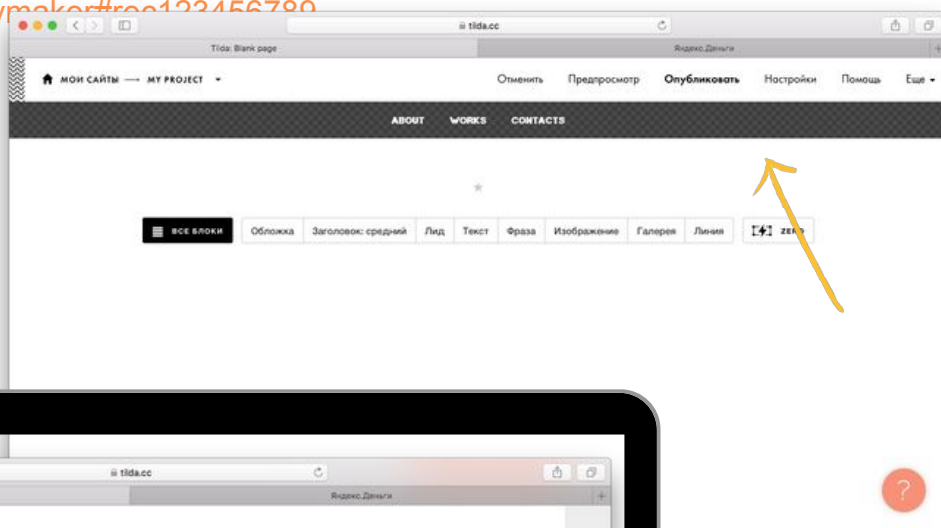 ymaker#rec123456789
tilda.cc
Tilda: Blank page
Яндекс.Деньги
+
МОИ САЙТЫ — MY PROJECT
Отменить Предпросмотр Опубликовать Настройки Помощь Еще
ABOUT WORKS CONTACTS
ВСЕ БЛОКИ Обложка Заголовок: средний Лид Текст Фраза Изображение Галерея Линия ZERO
tilda.cc
Яндекс.Деньги
+
?